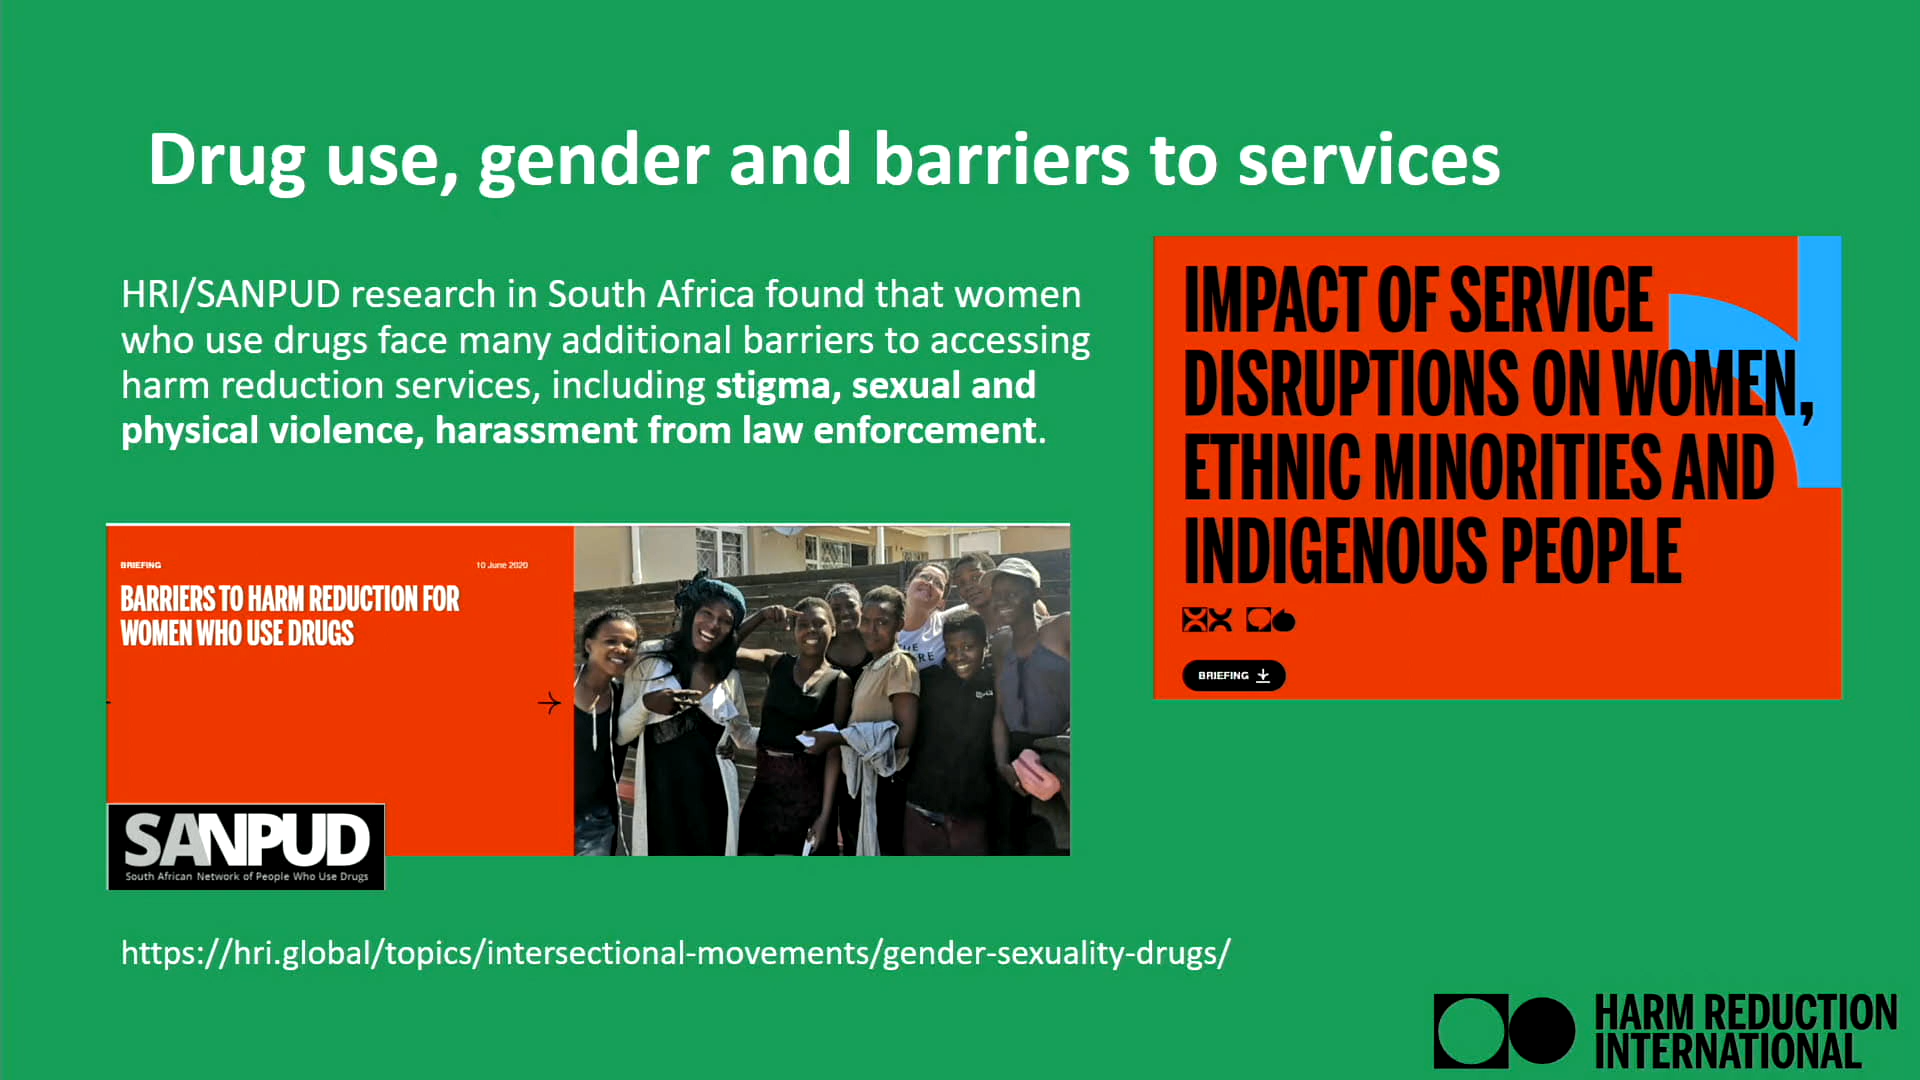 Drug use, gender and barriers to services
HRI/SANPUD research in South Africa found that women
who use drugs face many additional barriers to accessing
harm reduction services, including stigma, sexual and
physical violence, harassment from law enforcement.
IMPACT OF SERVICE
DISRUPTIONS ON WOMEN,
ETHNIC MINORITIES AND
INDIGENOUS PEOPLE
BRIEFING
BRIEFING
10 June 2020
BARRIERS TO HARM REDUCTION FOR
WOMEN WHO USE DRUGS
SANPUD
South African Network of People Who Use Drugs
https://hri.global/topics/intersectional-movements/gender-sexuality-drugs/
HARM REDUCTION
INTERNATIONAL